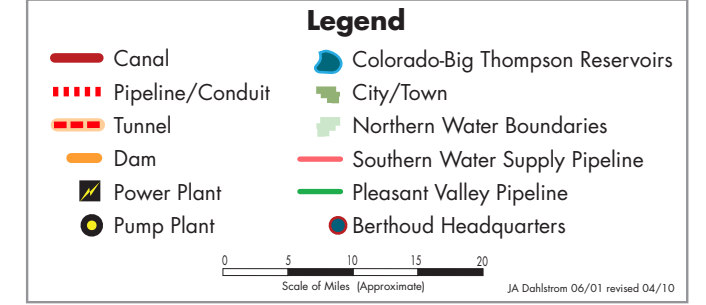 Legend
Canal
Pipeline/Conduit
Tunnel
Dam
Power Plant
Pump Plant
Colorado-Big Thompson Reservoirs
City/Town
Northern Water Boundaries
Southern Water Supply Pipeline
Pleasant Valley Pipeline
Berthoud Headquarters
0 5 10 15 20
Scale of Miles (Approximate)
JA Dahlstrom 06/01 revised 04/10